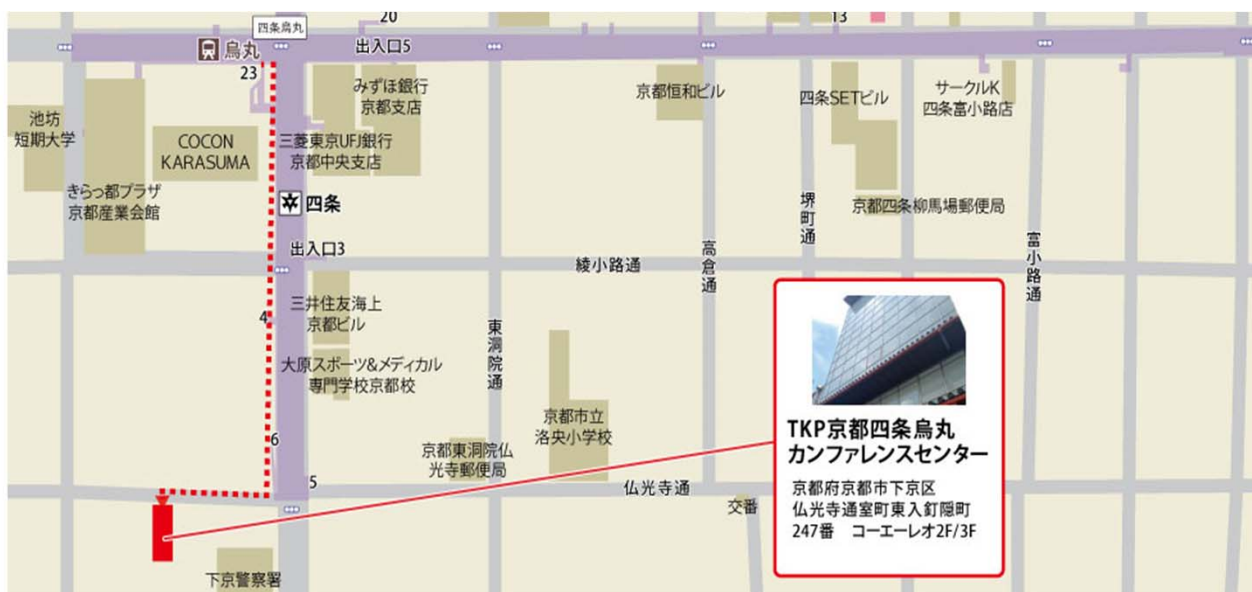 20
13
四条烏丸
烏丸
出入口5
23
みずほ銀行
京都支店
京都恒和ビル
四条SETビル
サークルK
四条富小路店
池坊
短期大学
COCON
KARASUMA
三菱東京UFJ銀行
京都中央支店
きらっ都プラザ
京都産業会館
四条
京都四条柳馬場郵便局
堺町通
出入口3
綾小路通
高倉通
富小路通
三井住友海上
京都ビル
4
東洞院通
大原スポーツ&メディカル
専門学校京都校
京都市立
洛央小学校
TKP京都四条烏丸
カンファレンスセンター
6
京都東洞院仏
光寺郵便局
5
仏光寺通
交番
京都府京都市下京区
仏光寺通室町東入釘隠町
247番 コーエーレオ2F/3F
下京警察署